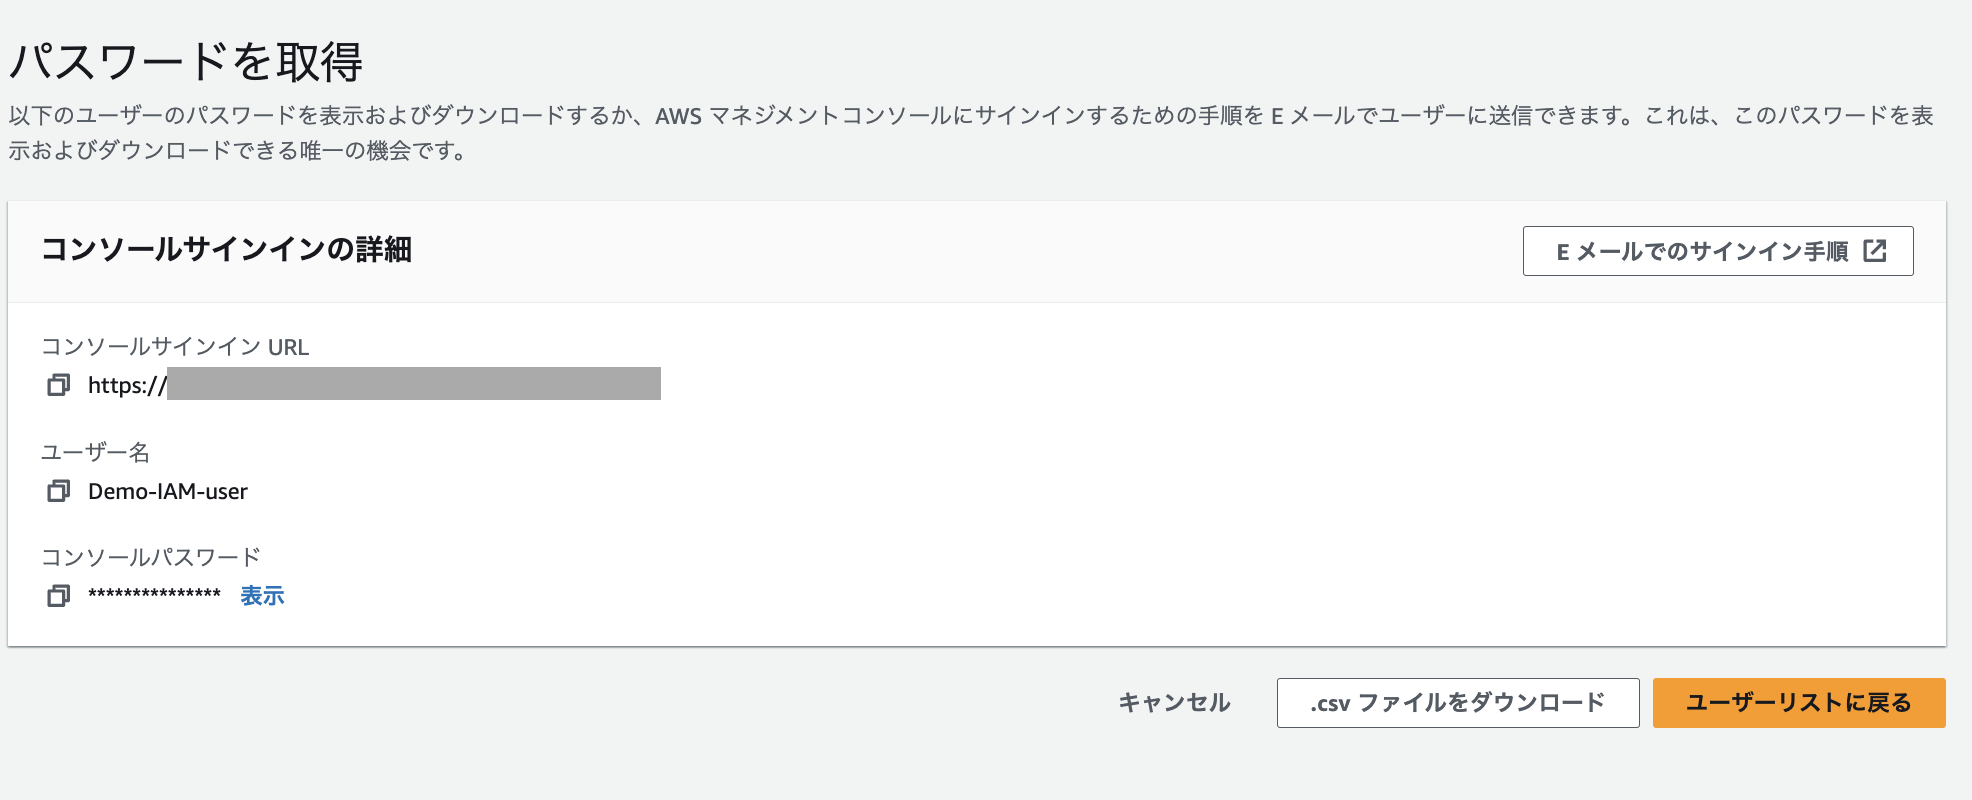 パスワードを取得
以下のユーザーのパスワードを表示およびダウンロードするか、AWS マネジメントコンソールにサインインするための手順を E メールでユーザーに送信できます。これは、このパスワードを表
示およびダウンロードできる唯一の機会です。
コンソールサインインの詳細
E メールでのサインイン手順
コンソールサインイン URL
https://
ユーザー名
Demo-IAM-user
コンソールパスワード
*************** 表示
キャンセル
.csv ファイルをダウンロード
ユーザーリストに戻る